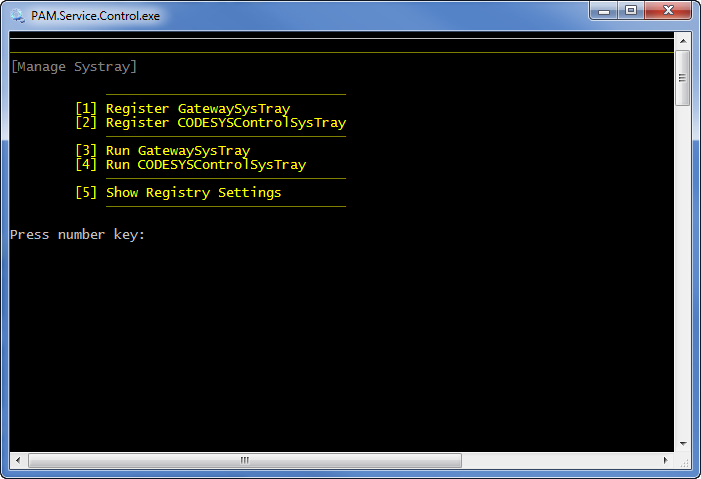 PAM.Service.Control.exe
[Manage Systray]
[1] Register GatewaySysTray
[2] Register CODESYSControlSysTray
[3] Run GatewaySysTray
[4] Run CODESYSControlSysTray
[5] Show Registry Settings
Press number key: